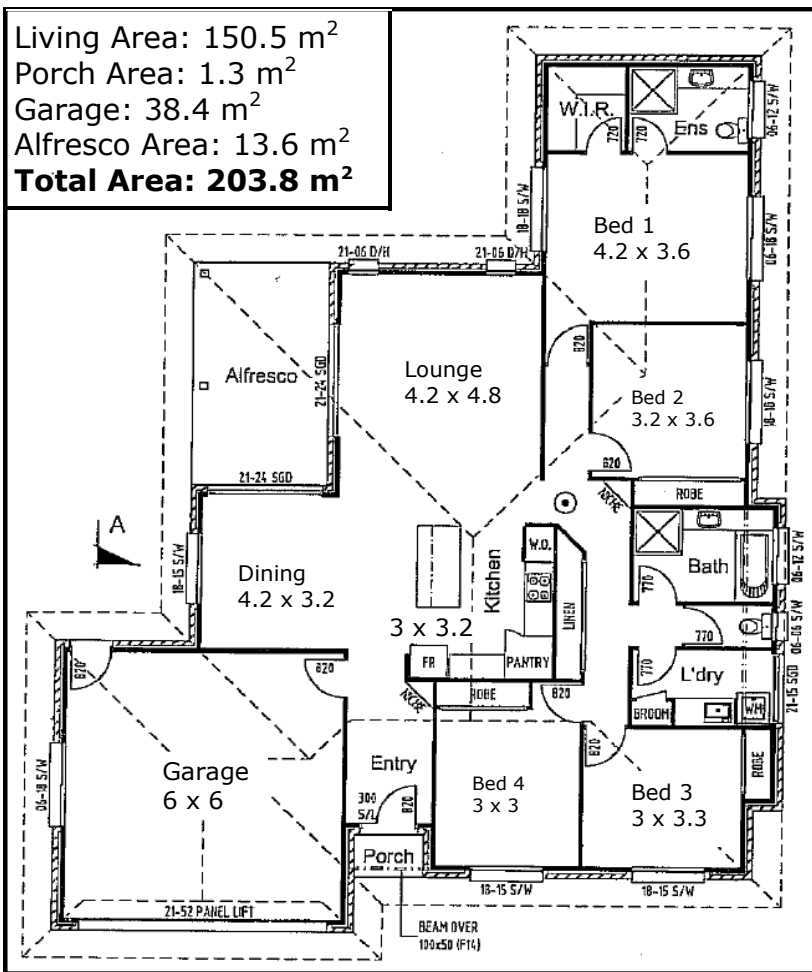 Living Area: 150.5 m²
Porch Area: 1.3 m²
Garage: 38.4 m²
Alfresco Area: 13.6 m²
Total Area: 203.8 m²
W.I.R.
Ens
720
720
06-12 S/W
18-18 S/W
Bed 1
4.2 x 3.6
06-18 S/W
21-06 D/H
21-06 D/H
Alfresco
21-24 SGD
Lounge
4.2 x 4.8
820
Bed 2
3.2 x 3.6
18-18 S/W
820
21-24 SGD
ROBE
A
18-15 S/W
Dining
4.2 x 3.2
Kitchen
3 x 3.2
W.O.
LINEN
Bath
770
06-12 S/W
770
06-06 S/W
FR
PANTRY
770
L'dry
21-15 SGD
BROOM
WM
820
820
ROBE
820
820
ROBE
06-18 S/W
Garage
6 x 6
Entry
300
S/L
820
Bed 4
3 x 3
Bed 3
3 x 3.3
Porch
21-52 PANEL LIFT
18-15 S/W
18-15 S/W
BEAM OVER
100x50 (F14)